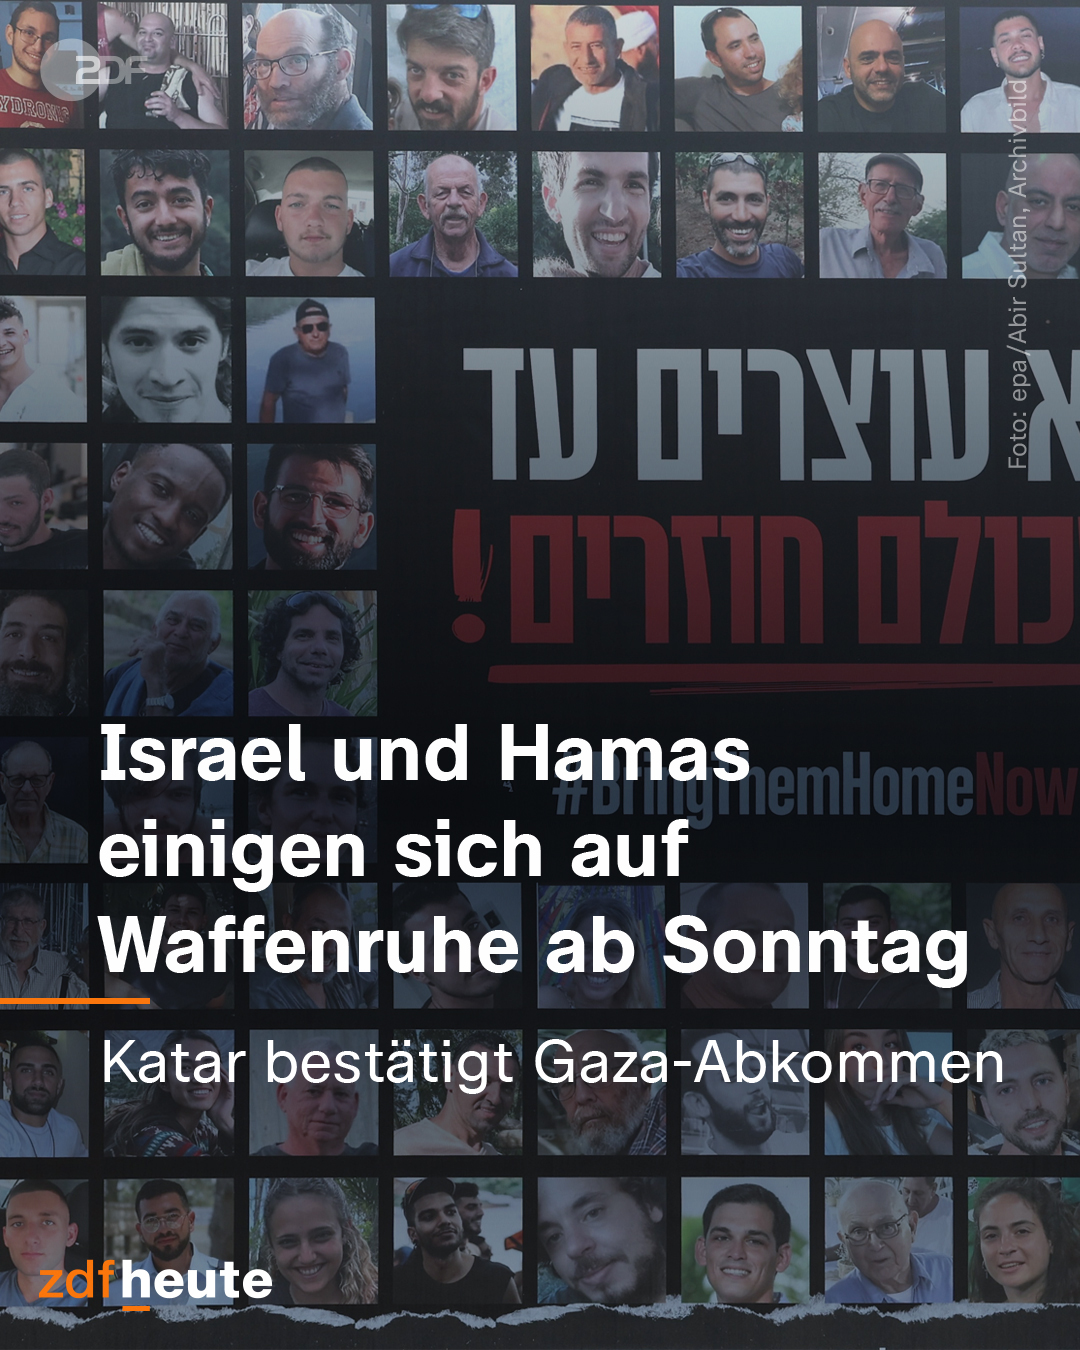 ZDF
YDRONIC
Foto: epa/Abir Sultan, Archivbild
א עוצרים עד
כולם חוזרים!
#BringThemHomeNow
Israel und Hamas
einigen sich auf
Waffenruhe ab Sonntag
Katar bestätigt Gaza-Abkommen
zdfheute